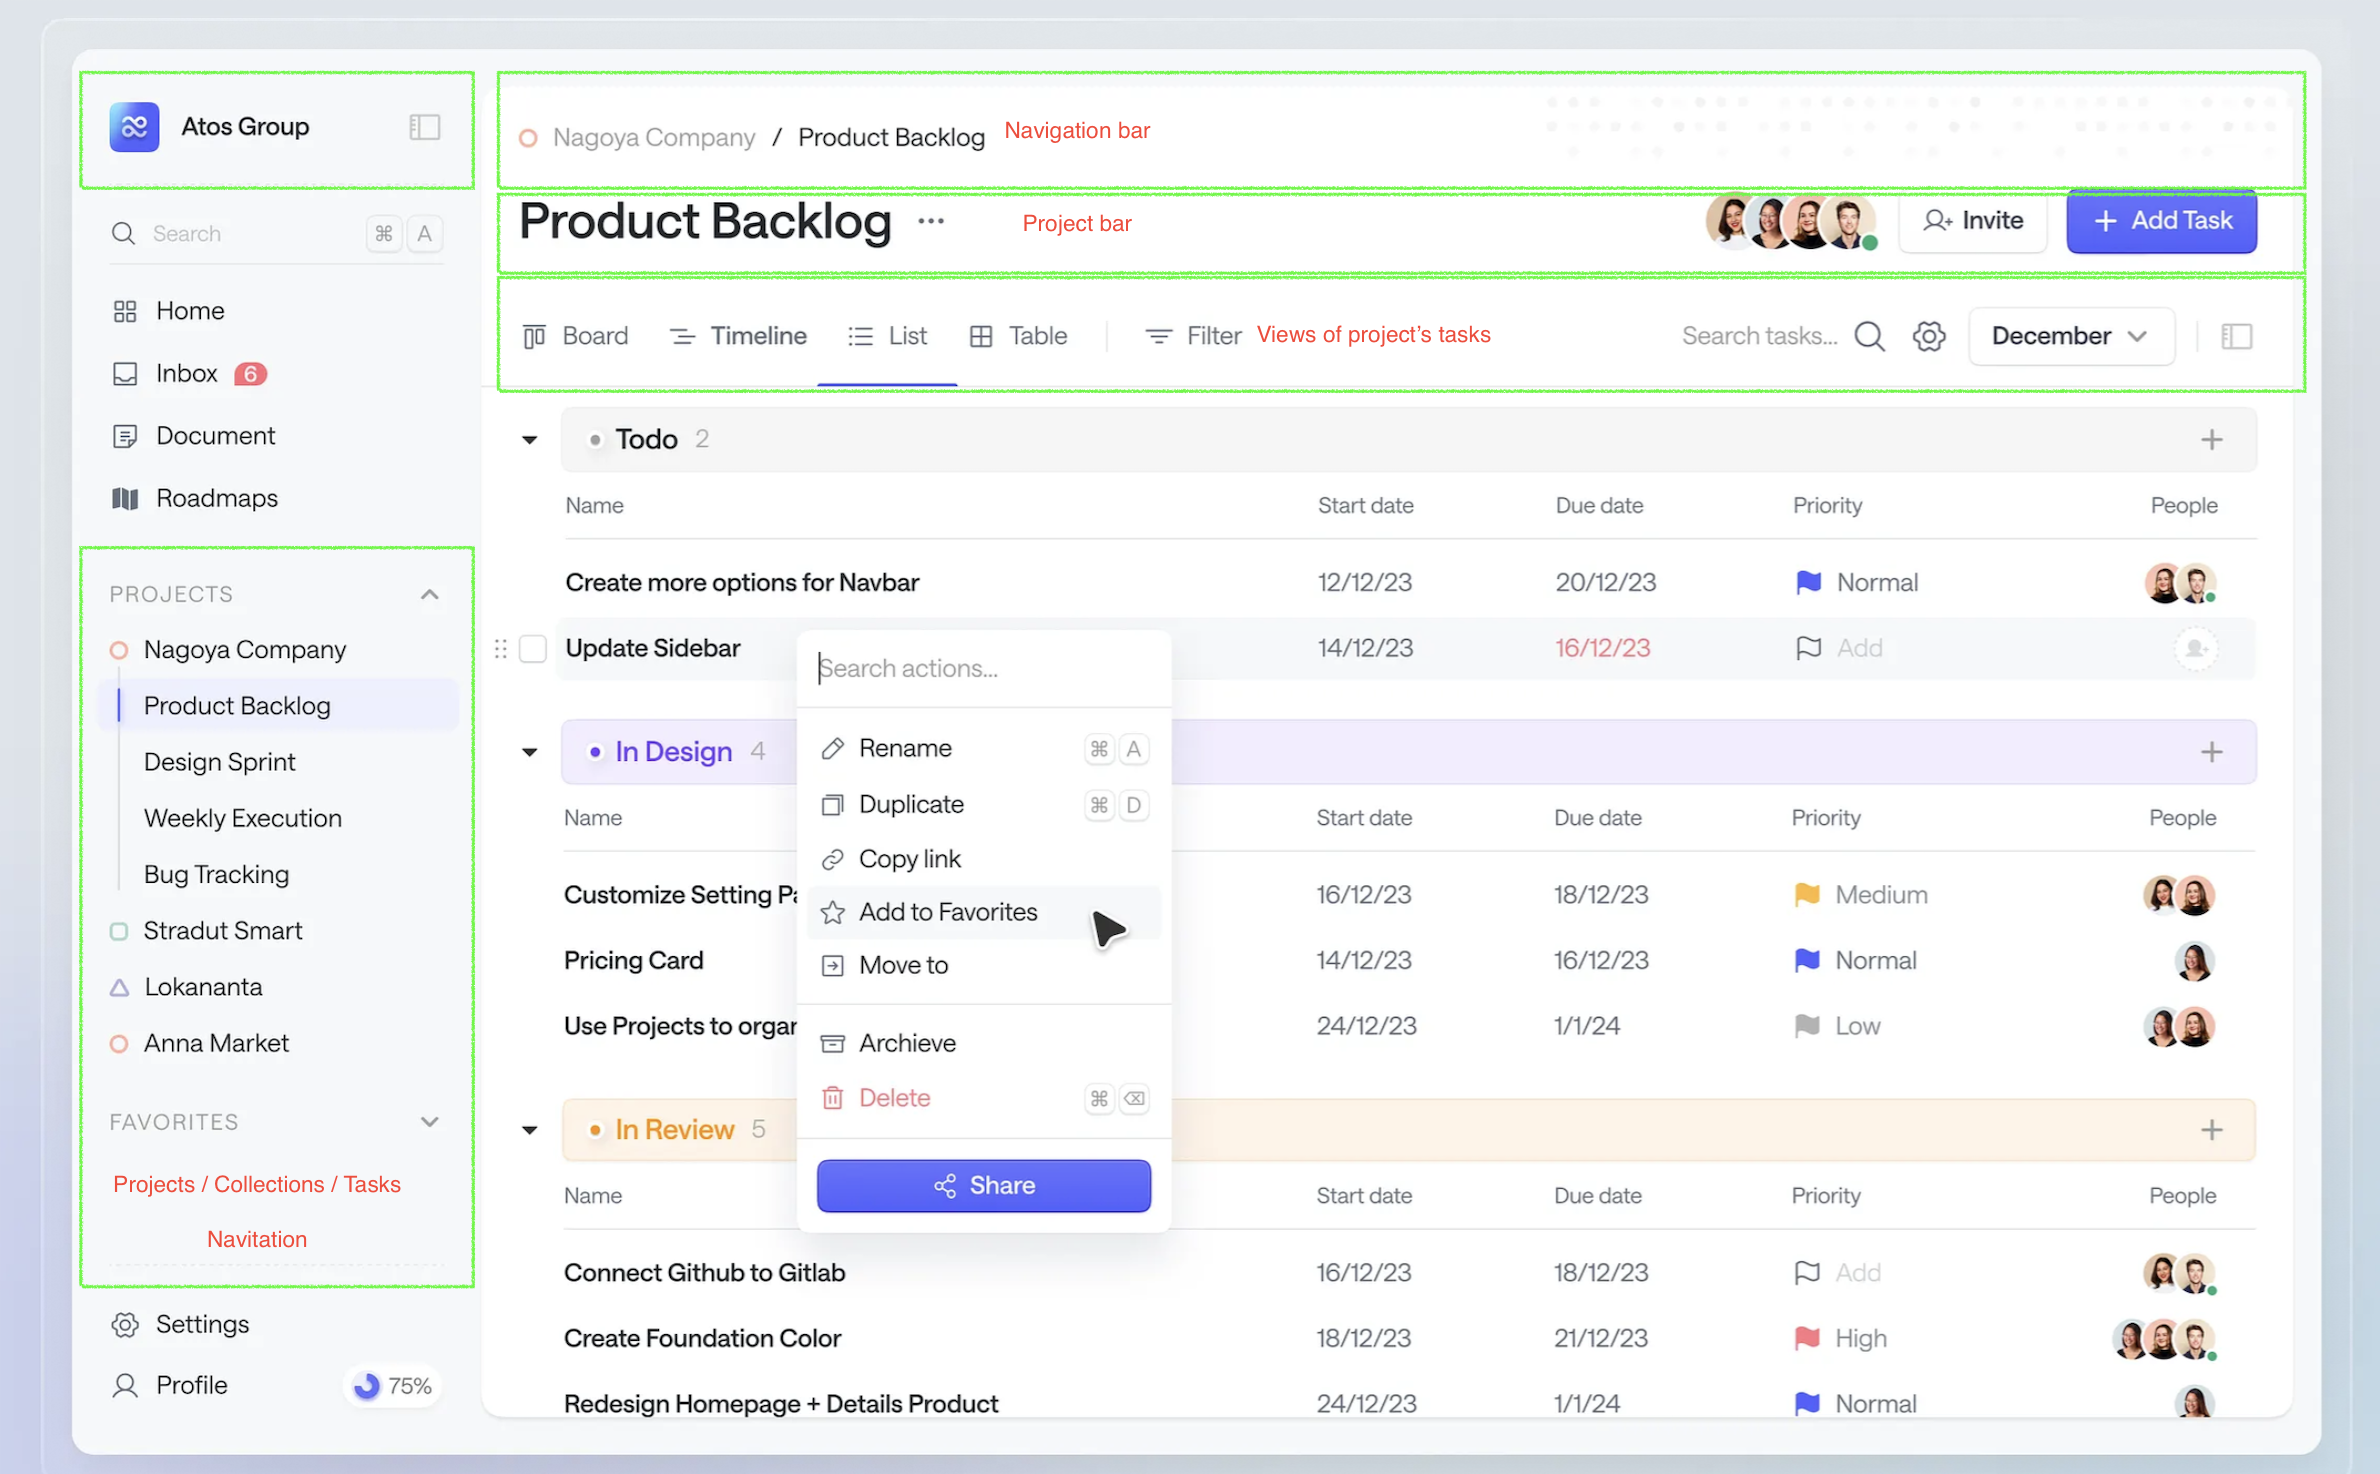 Atos Group
Search ⌘ A
Home
Inbox 6
Document
Roadmaps
PROJECTS
Nagoya Company
Product Backlog
Design Sprint
Weekly Execution
Bug Tracking
Stradut Smart
Lokananta
Anna Market
FAVORITES
Projects / Collections / Tasks
Navitation
Settings
Profile 75%
Nagoya Company / Product Backlog Navigation bar
Product Backlog ... Project bar Invite + Add Task
Board Timeline List Table Filter Views of project's tasks Search tasks... December
Todo 2 +
Name Start date Due date Priority People
Create more options for Navbar 12/12/23 20/12/23 Normal
Update Sidebar 14/12/23 16/12/23 Add
In Design 4 +
Name Start date Due date Priority People
Customize Setting Pa 16/12/23 18/12/23 Medium
Pricing Card 14/12/23 16/12/23 Normal
Use Projects to organ 24/12/23 1/1/24 Low
In Review 5 +
Name Start date Due date Priority People
Connect Github to Gitlab 16/12/23 18/12/23 Add
Create Foundation Color 18/12/23 21/12/23 High
Redesign Homepage + Details Product 24/12/23 1/1/24 Normal
Search actions...
Rename ⌘ A
Duplicate ⌘ D
Copy link
Add to Favorites
Move to
Archieve
Delete ⌘ ⌫
Share